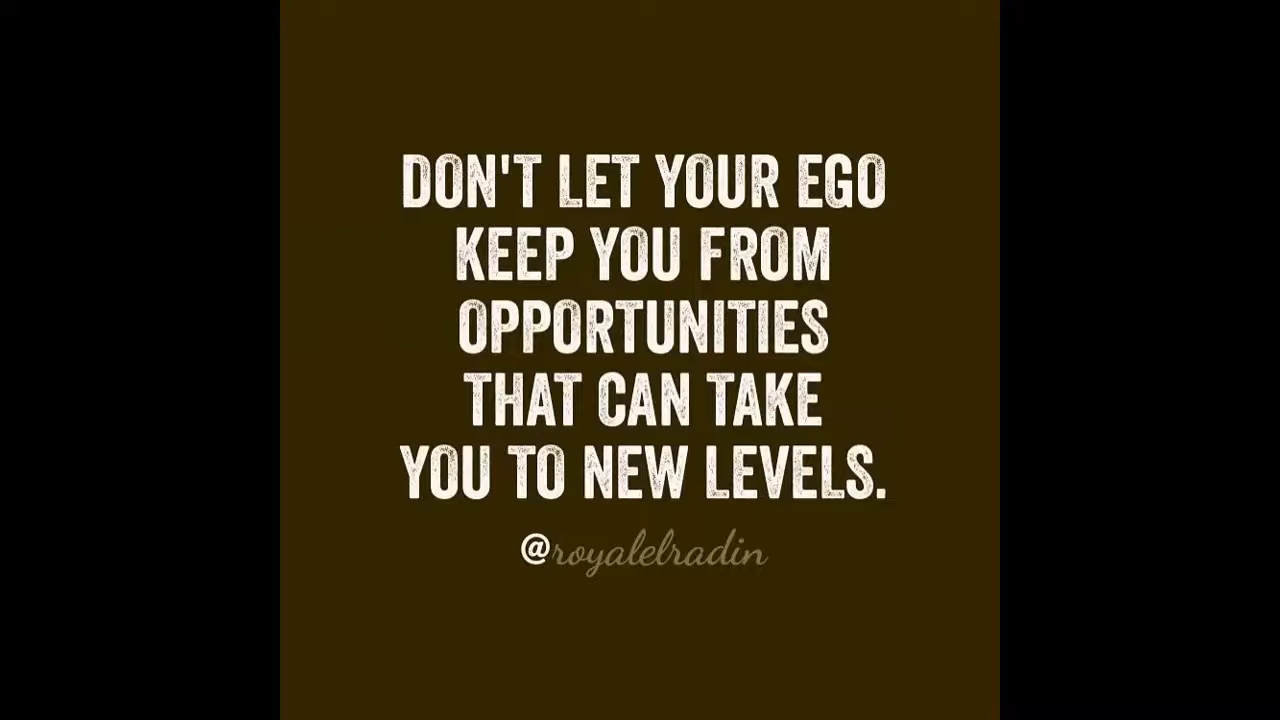 DON'T LET YOUR EGO
KEEP YOU FROM
OPPORTUNITIES
THAT CAN TAKE
YOU TO NEW LEVELS.
@royalelradin